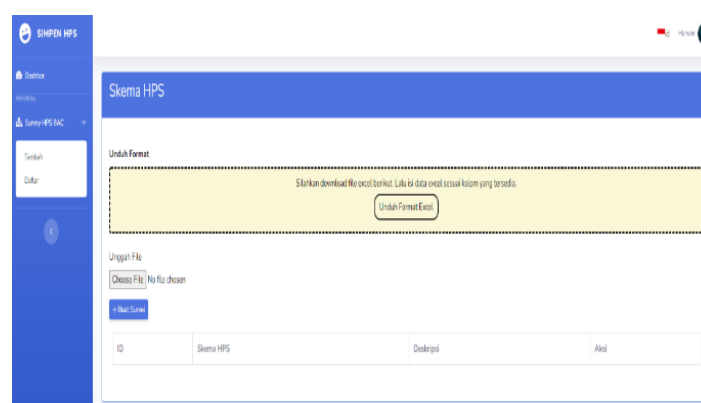 SIMPEN HPS
id
Dashbor
Survey HPS BAC
Tambah
Daftar
Skema HPS
Unduh Format
Silahkan download file excel berikut. Lalu isi data excel sesuai kolom yang tersedia.
Unduh Format Excel
Unggah File
Choose File No file chosen
+ Buat Survei
ID Skema HPS Deskripsi Aksi